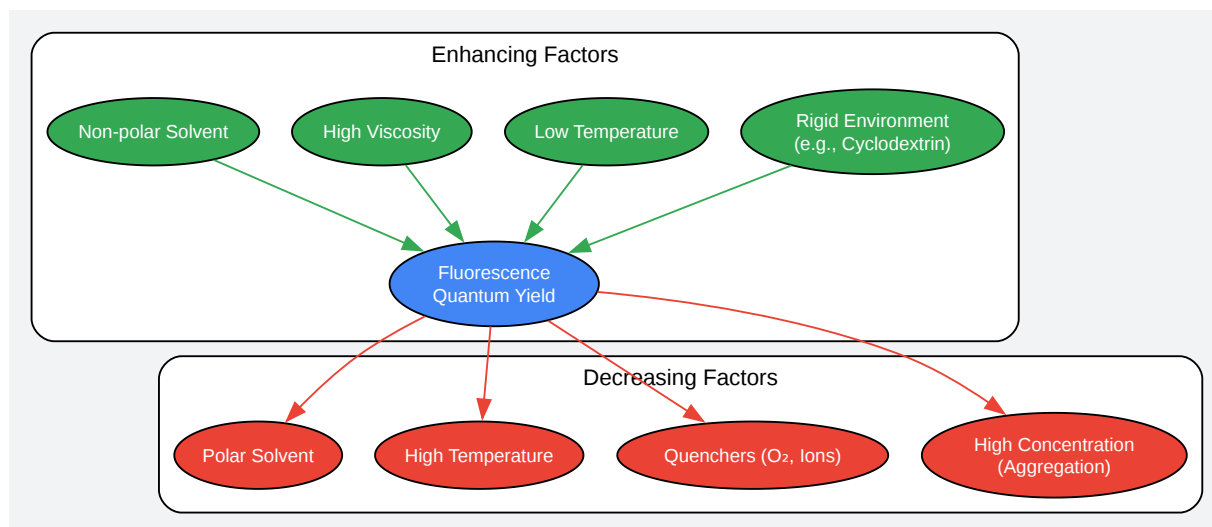 Enhancing Factors
Non-polar Solvent
High Viscosity
Low Temperature
Rigid Environment
(e.g., Cyclodextrin)
Fluorescence
Quantum Yield
Decreasing Factors
Polar Solvent
High Temperature
Quenchers (O₂, Ions)
High Concentration
(Aggregation)